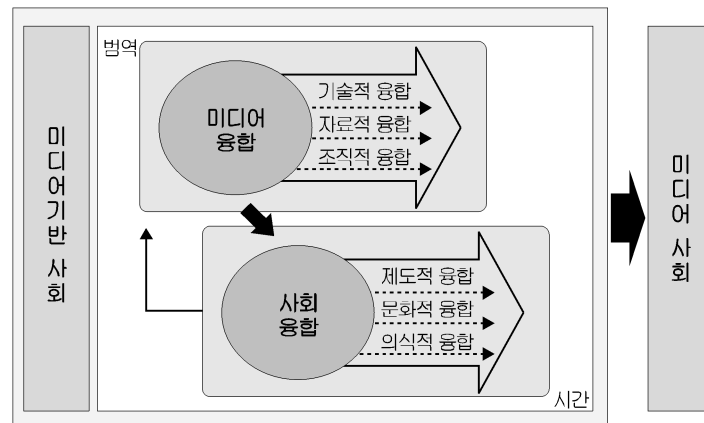 미디어기반 사회
범역
미디어
융합
기술적 융합
자료적 융합
조직적 융합
사회
융합
제도적 융합
문화적 융합
의식적 융합
시간
미디어 사회